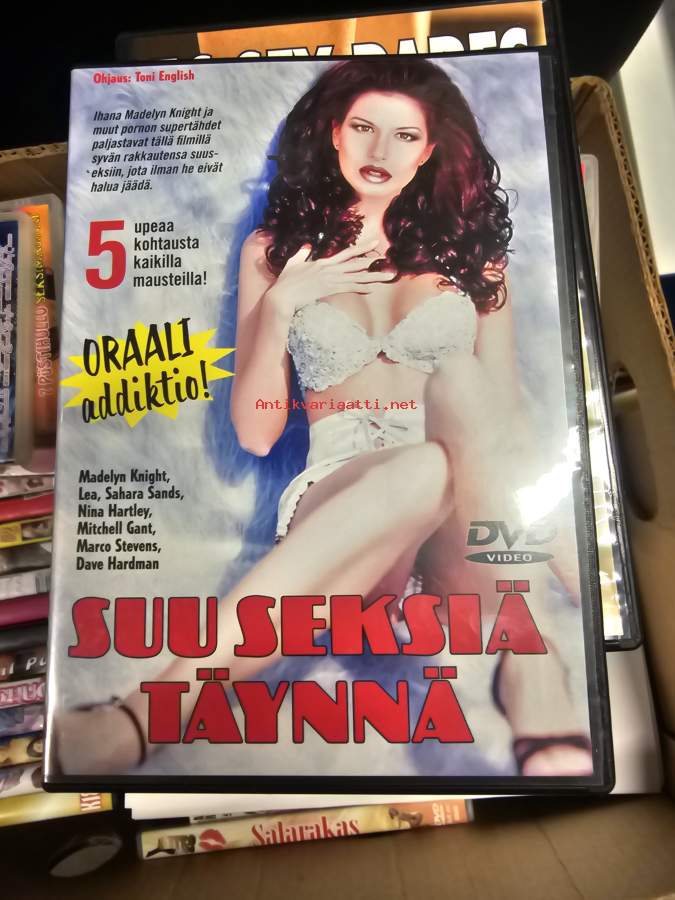 Ohjaus: Toni English
Ihana Madelyn Knight ja
muut pornon supertähdet
paljastavat tällä filmillä
syvän rakkautensa suus-
eksiin, jota ilman he eivät
halua jäädä.
5
upeaa
kohtausta
kaikilla
mausteilla!
ORAALI
addiktio!
Antikvariaatti.net
Madelyn Knight,
Lea, Sahara Sands,
Nina Hartley,
Mitchell Gant,
Marco Stevens,
Dave Hardman
DVD
VIDEO
SUU SEKSIÄ
TÄYNNÄ
Salarakas
DVD